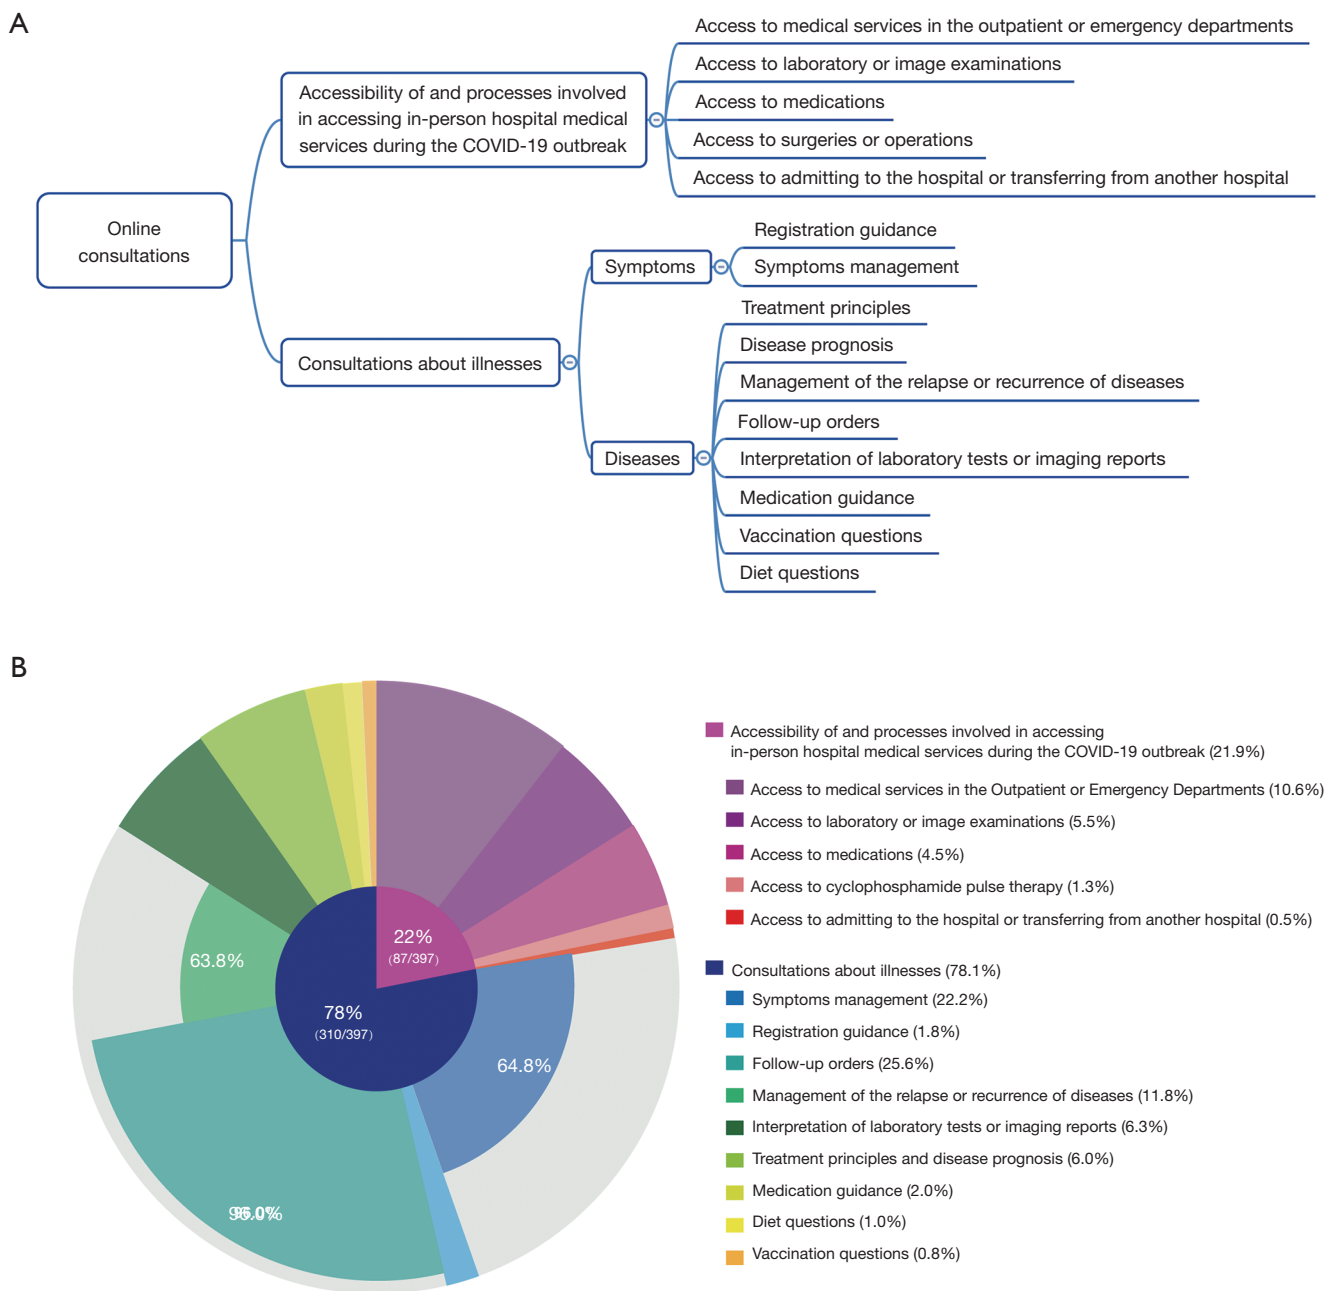 A
Online
consultations
Accessibility of and processes involved
in accessing in-person hospital medical
services during the COVID-19 outbreak
Access to medical services in the outpatient or emergency departments
Access to laboratory or image examinations
Access to medications
Access to surgeries or operations
Access to admitting to the hospital or transferring from another hospital
Consultations about illnesses
Symptoms
Registration guidance
Symptoms management
Diseases
Treatment principles
Disease prognosis
Management of the relapse or recurrence of diseases
Follow-up orders
Interpretation of laboratory tests or imaging reports
Medication guidance
Vaccination questions
Diet questions
B
22%
(87/397)
78%
(310/397)
63.8%
64.8%
96.0%
Accessibility of and processes involved in accessing
in-person hospital medical services during the COVID-19 outbreak (21.9%)
Access to medical services in the Outpatient or Emergency Departments (10.6%)
Access to laboratory or image examinations (5.5%)
Access to medications (4.5%)
Access to cyclophosphamide pulse therapy (1.3%)
Access to admitting to the hospital or transferring from another hospital (0.5%)
Consultations about illnesses (78.1%)
Symptoms management (22.2%)
Registration guidance (1.8%)
Follow-up orders (25.6%)
Management of the relapse or recurrence of diseases (11.8%)
Interpretation of laboratory tests or imaging reports (6.3%)
Treatment principles and disease prognosis (6.0%)
Medication guidance (2.0%)
Diet questions (1.0%)
Vaccination questions (0.8%)